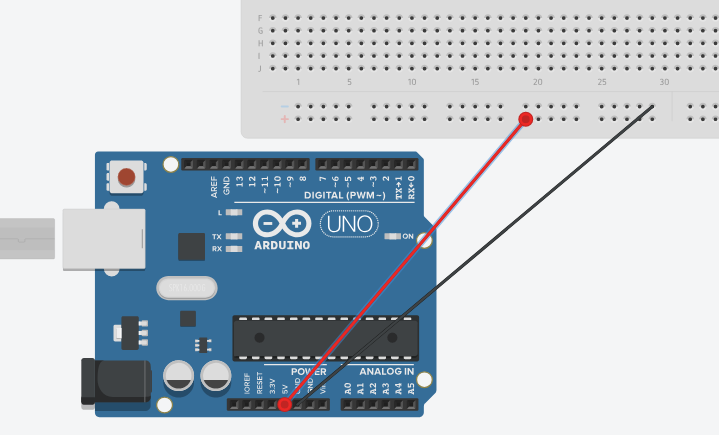 F
G
H
I
J
1 5 10 15 20 25 30
−
+
AREF
GND
13
12
~11
~10
~9
8
7
~6
~5
4
~3
2
TX→1
RX←0
DIGITAL (PWM~)
L
TX
RX
ARDUINO
UNO
ON
POWER
ANALOG IN
IOREF
RESET
3.3V
5V
A0
A1
A2
A3
A4
A5